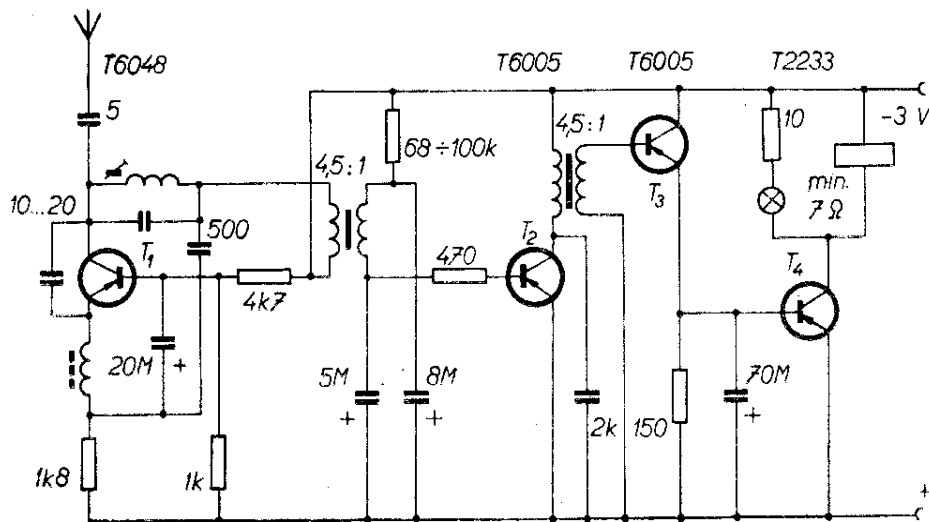 T6048
T6005
T6005
T2233
5
10
-3 V
4,5:1
68÷100k
4,5:1
T3
min.
7 Ω
10...20
500
T1
T2
470
4k7
T4
20M
+
5M
+
8M
+
2k
150
70M
+
1k8
1k
+